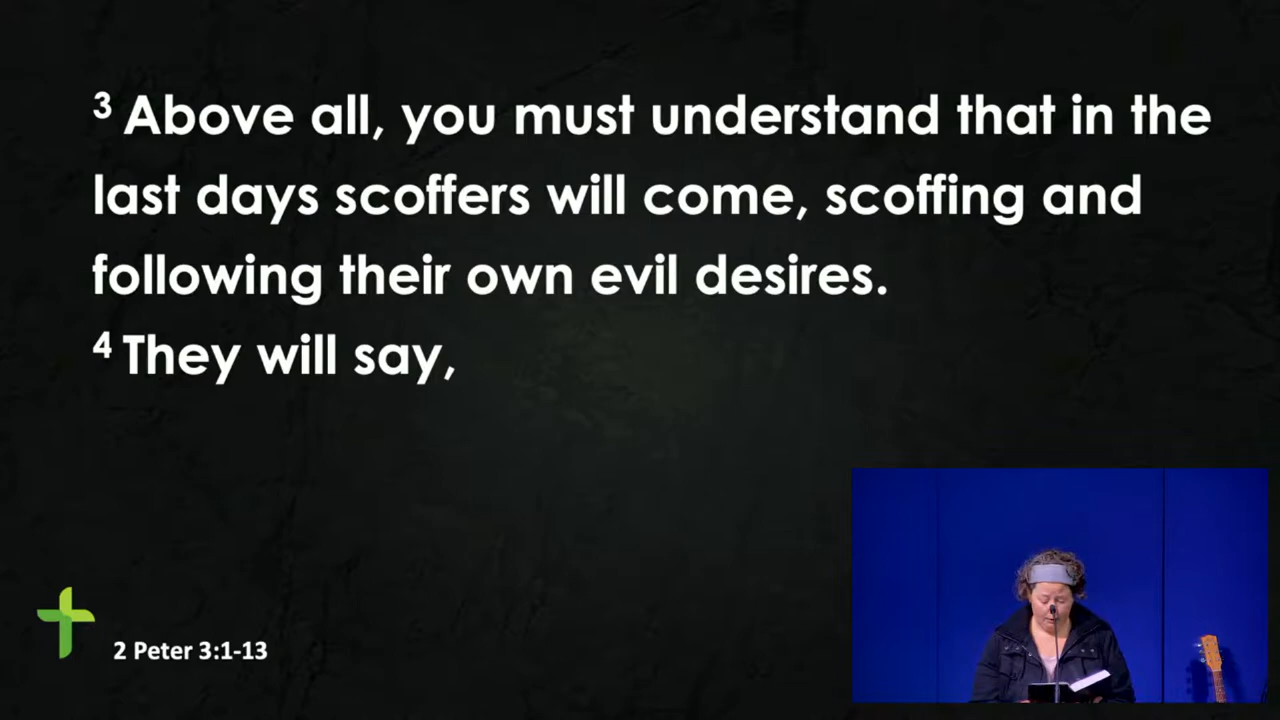 ³ Above all, you must understand that in the
last days scoffers will come, scoffing and
following their own evil desires.
⁴ They will say,
2 Peter 3:1-13